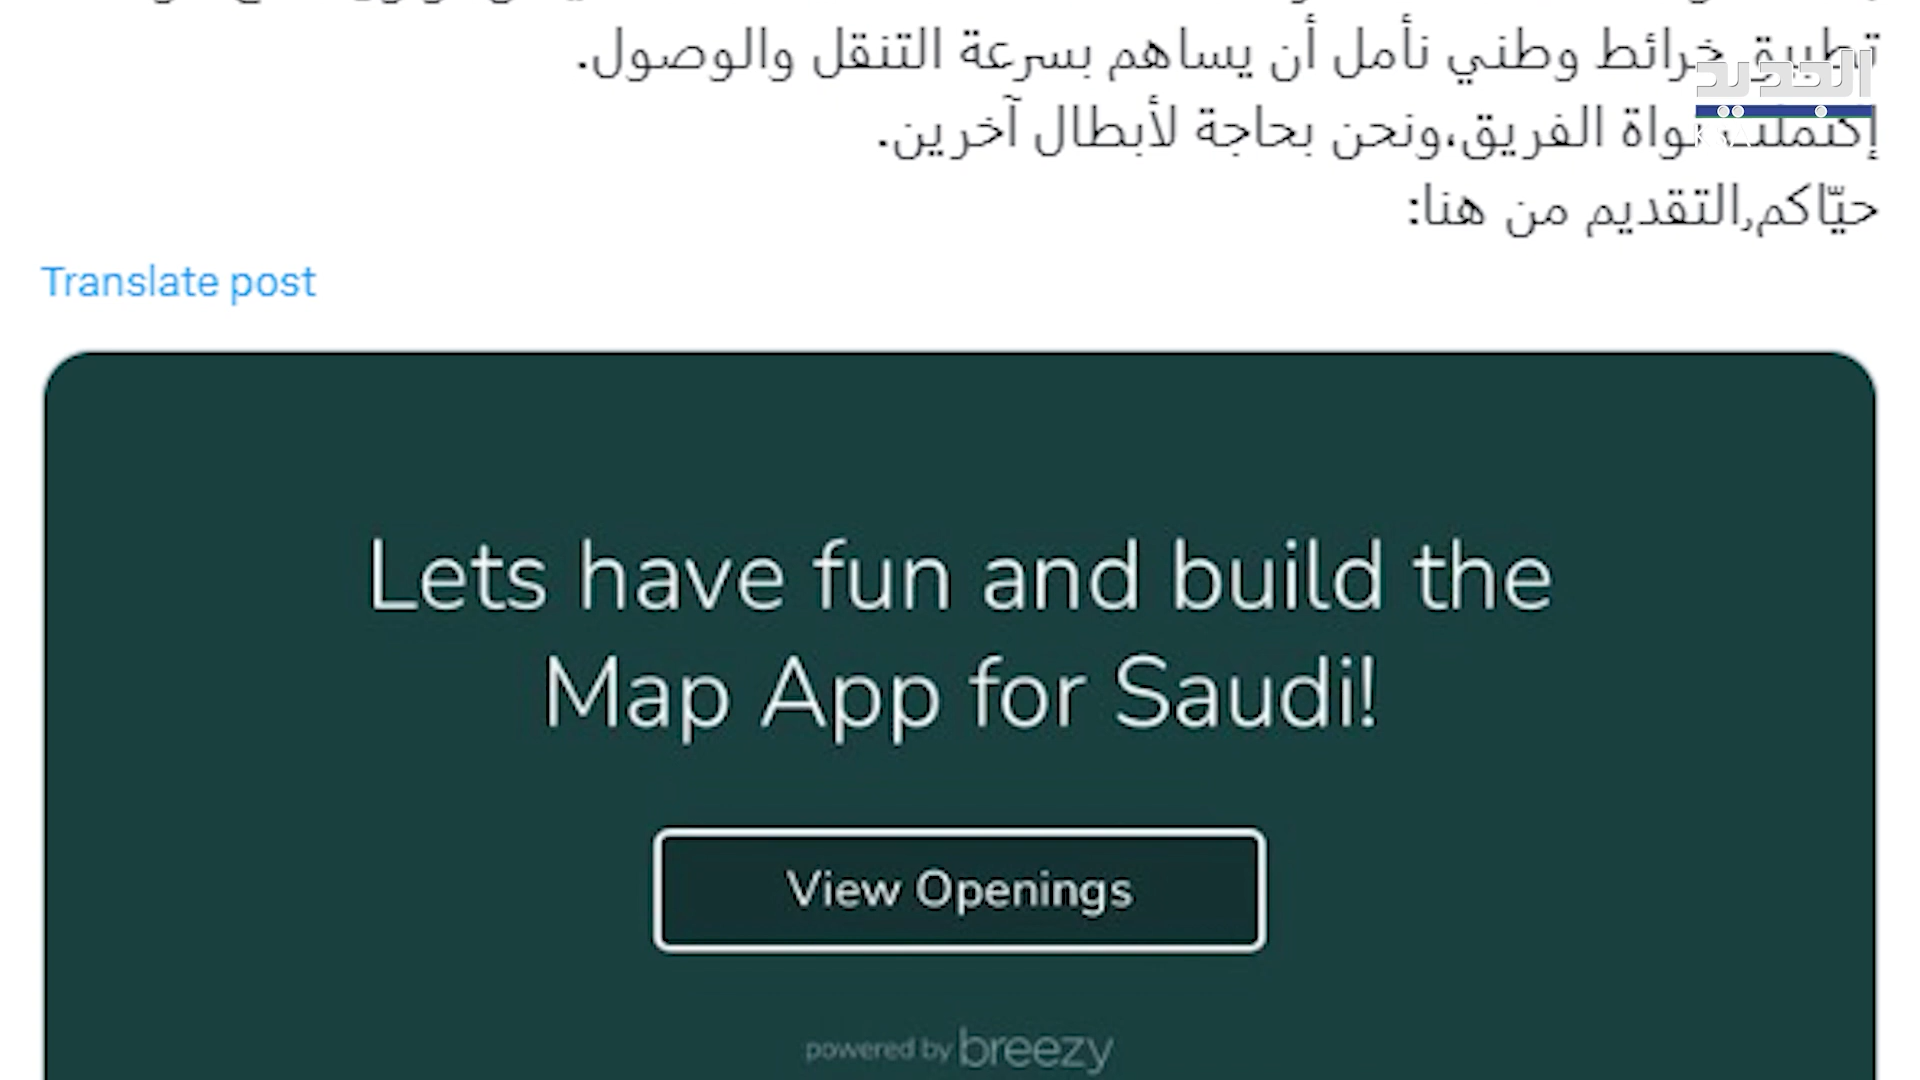 تطبيق خرائط وطني نأمل أن يساهم بسرعة التنقل والوصول.
إكتملت نواة الفريق،ونحن بحاجة لأبطال آخرين.
حيّاكم,التقديم من هنا:
الجديد
Translate post
Lets have fun and build the
Map App for Saudi!
View Openings
powered by breezy